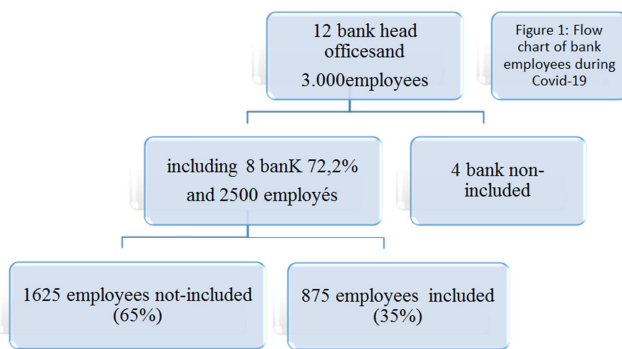 12 bank head
officesand
3.000employees
Figure 1: Flow
chart of bank
employees during
Covid-19
including 8 banK 72,2%
and 2500 employés
4 bank non-
included
1625 employees not-included
(65%)
875 employees included
(35%)